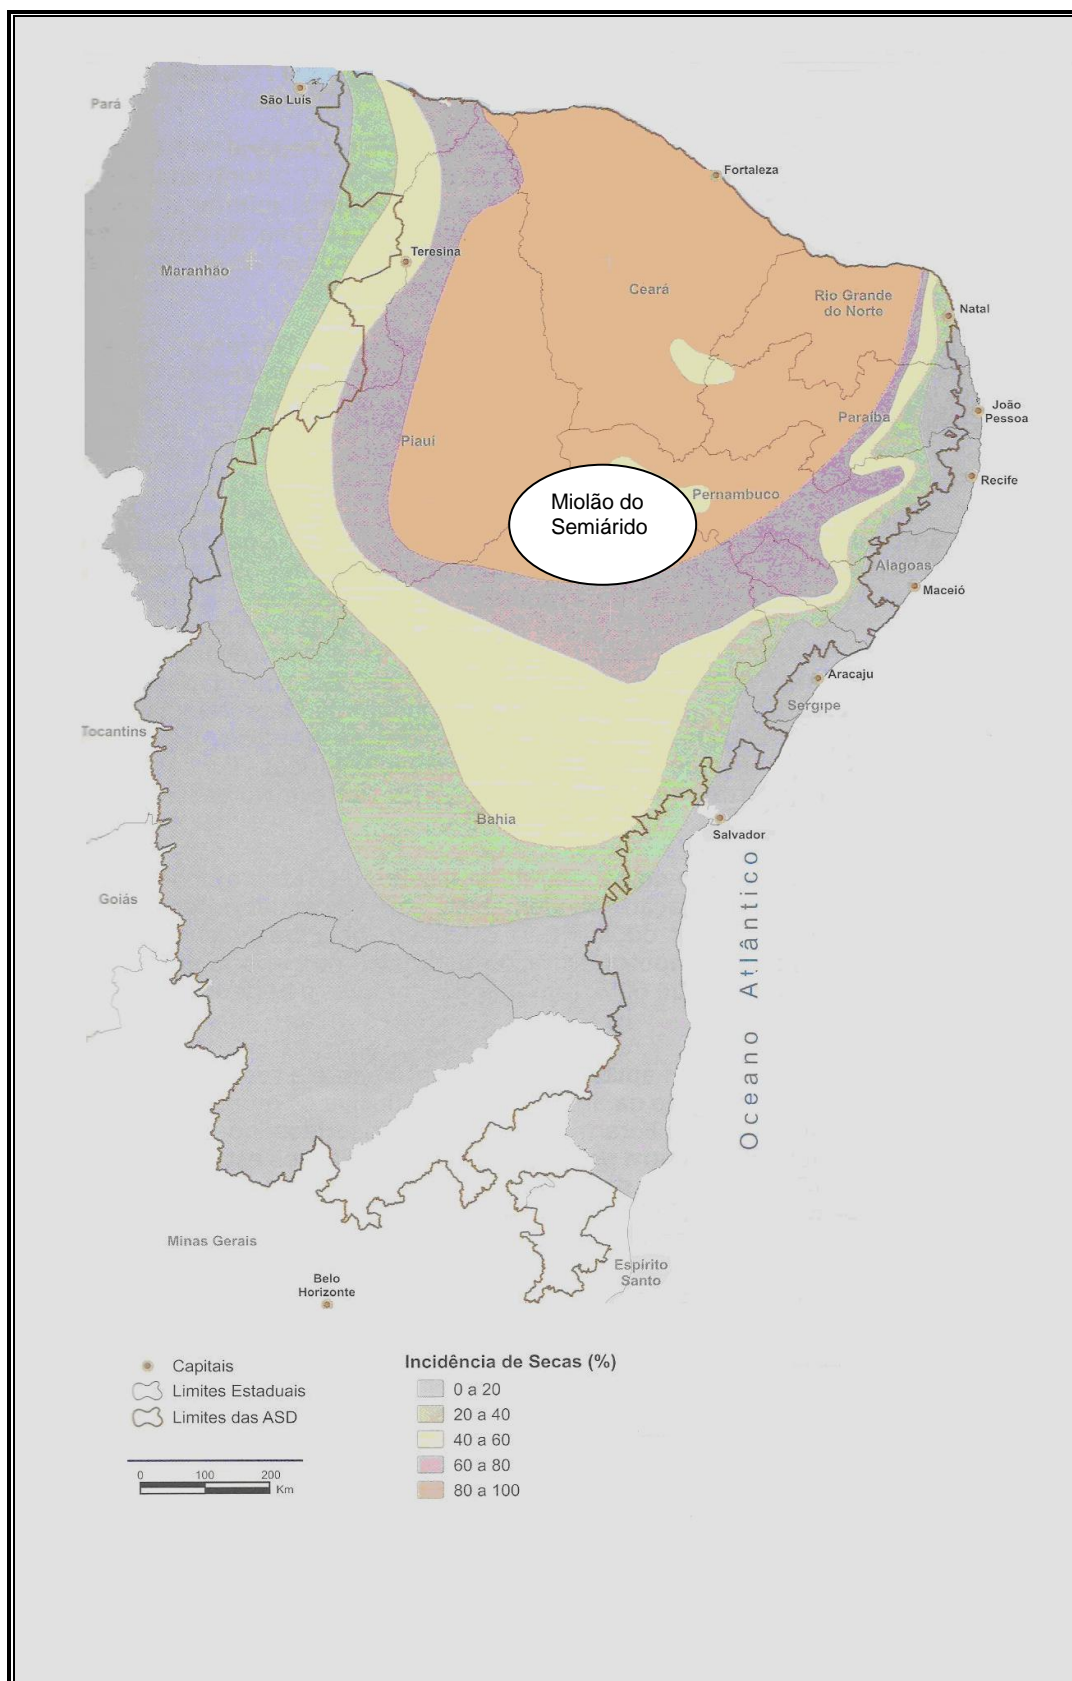 Pará
São Luis
Fortaleza
Teresina
Maranhão
Ceará
Rio Grande
do Norte
Natal
João
Pessoa
Paraíba
Piauí
Recife
Miolão do
Semiárido
Pernambuco
Alagoas
Maceió
Aracaju
Sergipe
Tocantins
Bahia
Salvador
Goiás
Oceano Atlântico
Minas Gerais
Espírito
Santo
Belo
Horizonte
Capitais
Limites Estaduais
Limites das ASD
0 100 200
Km
Incidência de Secas (%)
0 a 20
20 a 40
40 a 60
60 a 80
80 a 100